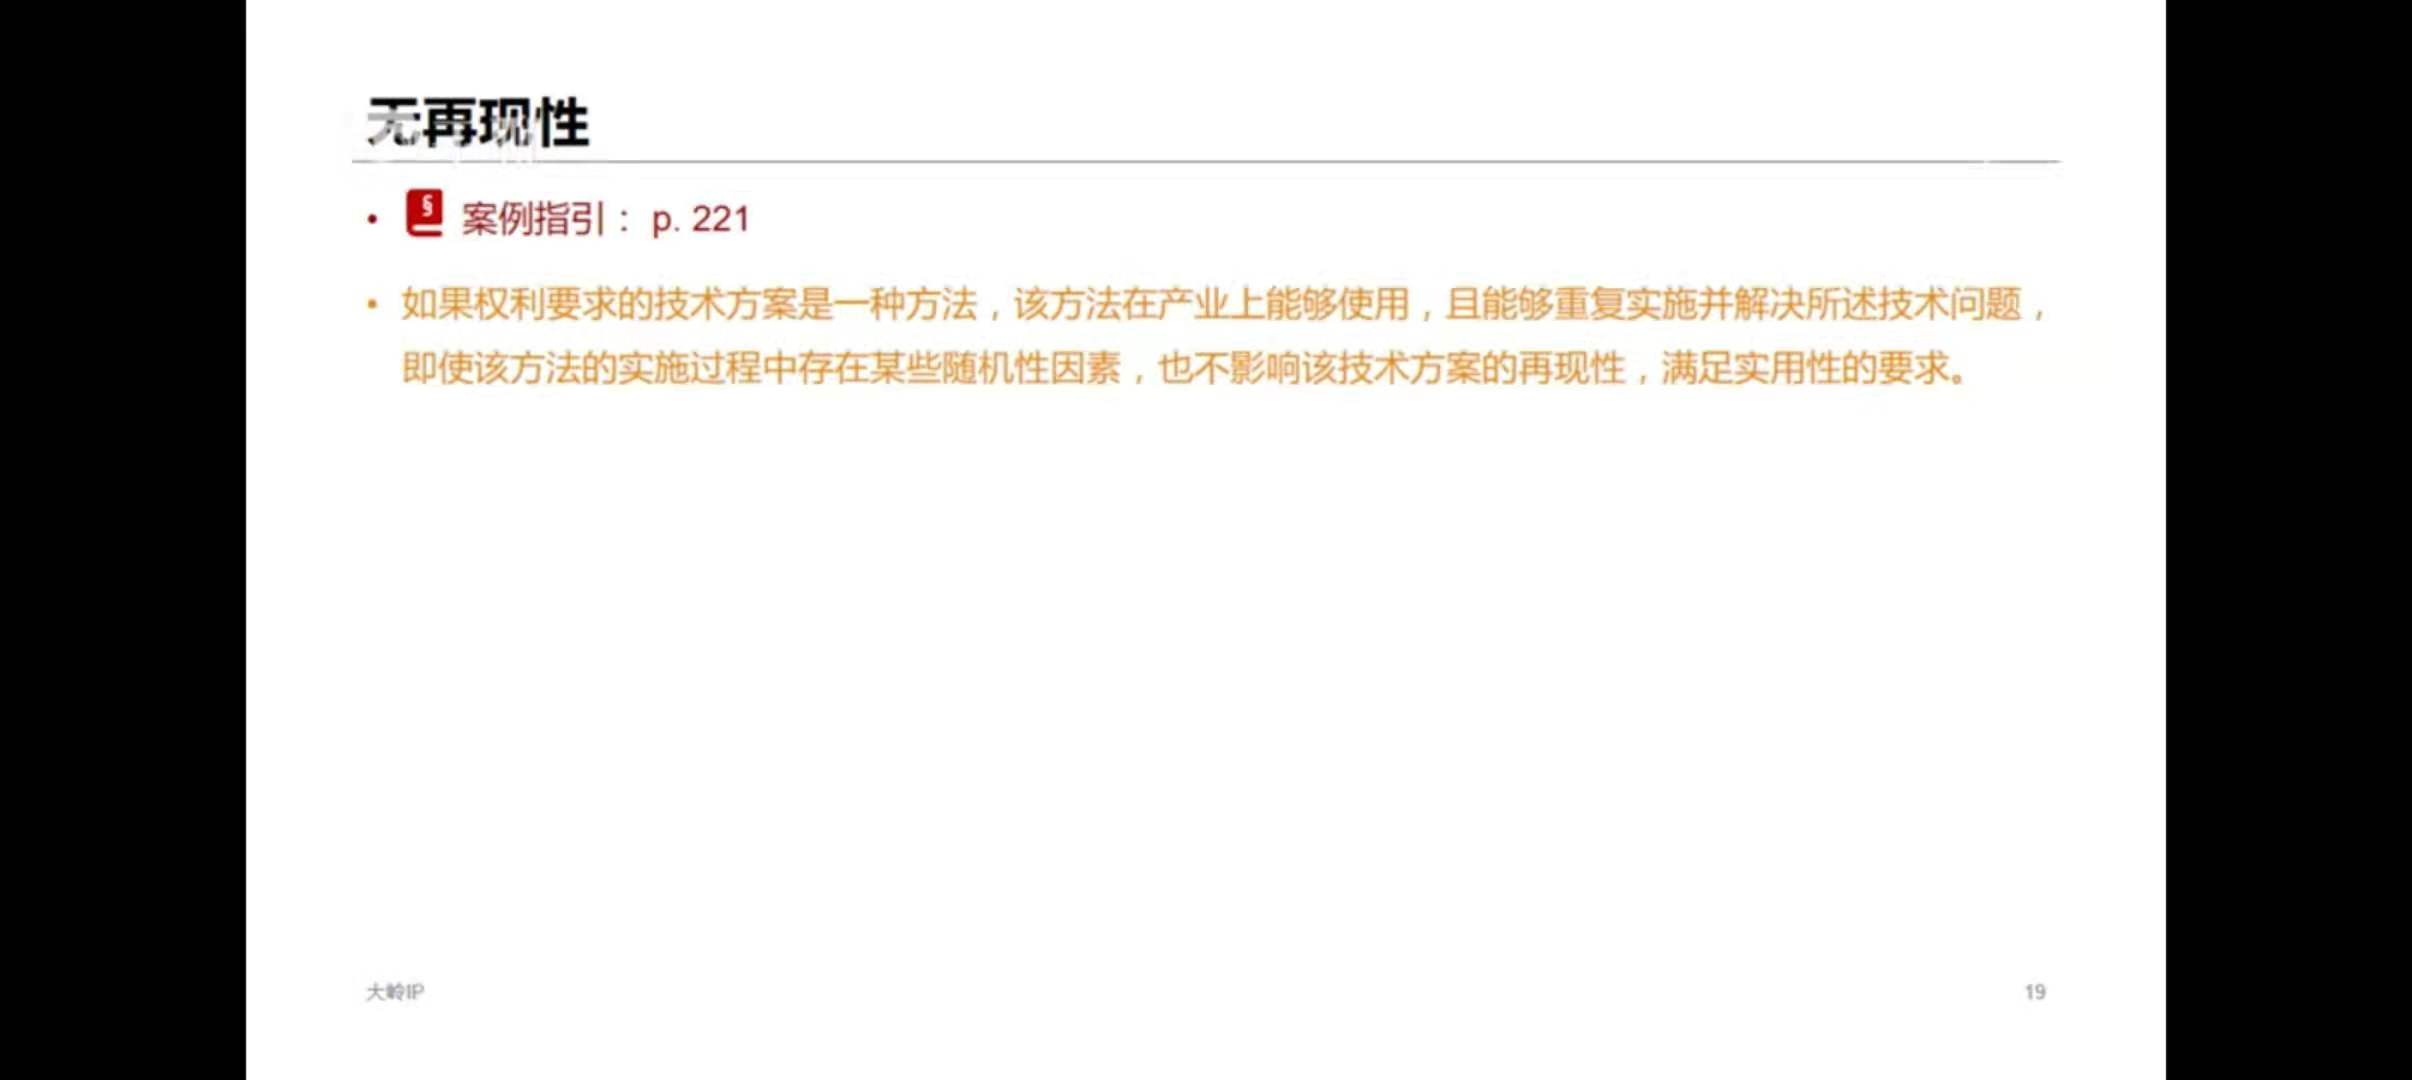 无再现性
• § 案例指引： p. 221
• 如果权利要求的技术方案是一种方法，该方法在产业上能够使用，且能够重复实施并解决所述技术问题，
即使该方法的实施过程中存在某些随机性因素，也不影响该技术方案的再现性，满足实用性的要求。
大岭IP
19